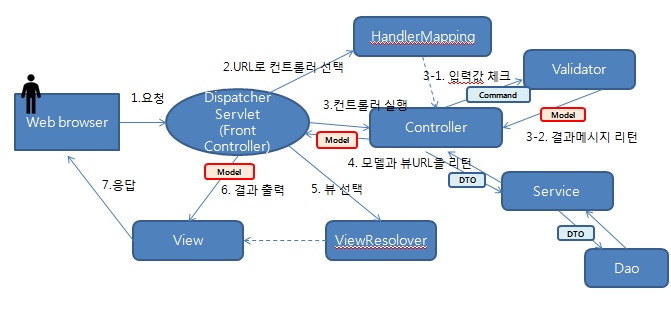 HandlerMapping
2.URL로 컨트롤러 선택
3-1. 입력값 체크
Validator
Command
1.요청
Dispatcher
Servlet
(Front
Controller)
3.컨트롤러 실행
Web browser
Controller
Model
Model
3-2. 결과메시지 리턴
4. 모델과 뷰URL을 리턴
Model
DTO
7.응답
6. 결과 출력
5. 뷰 선택
Service
DTO
View
ViewResolover
Dao